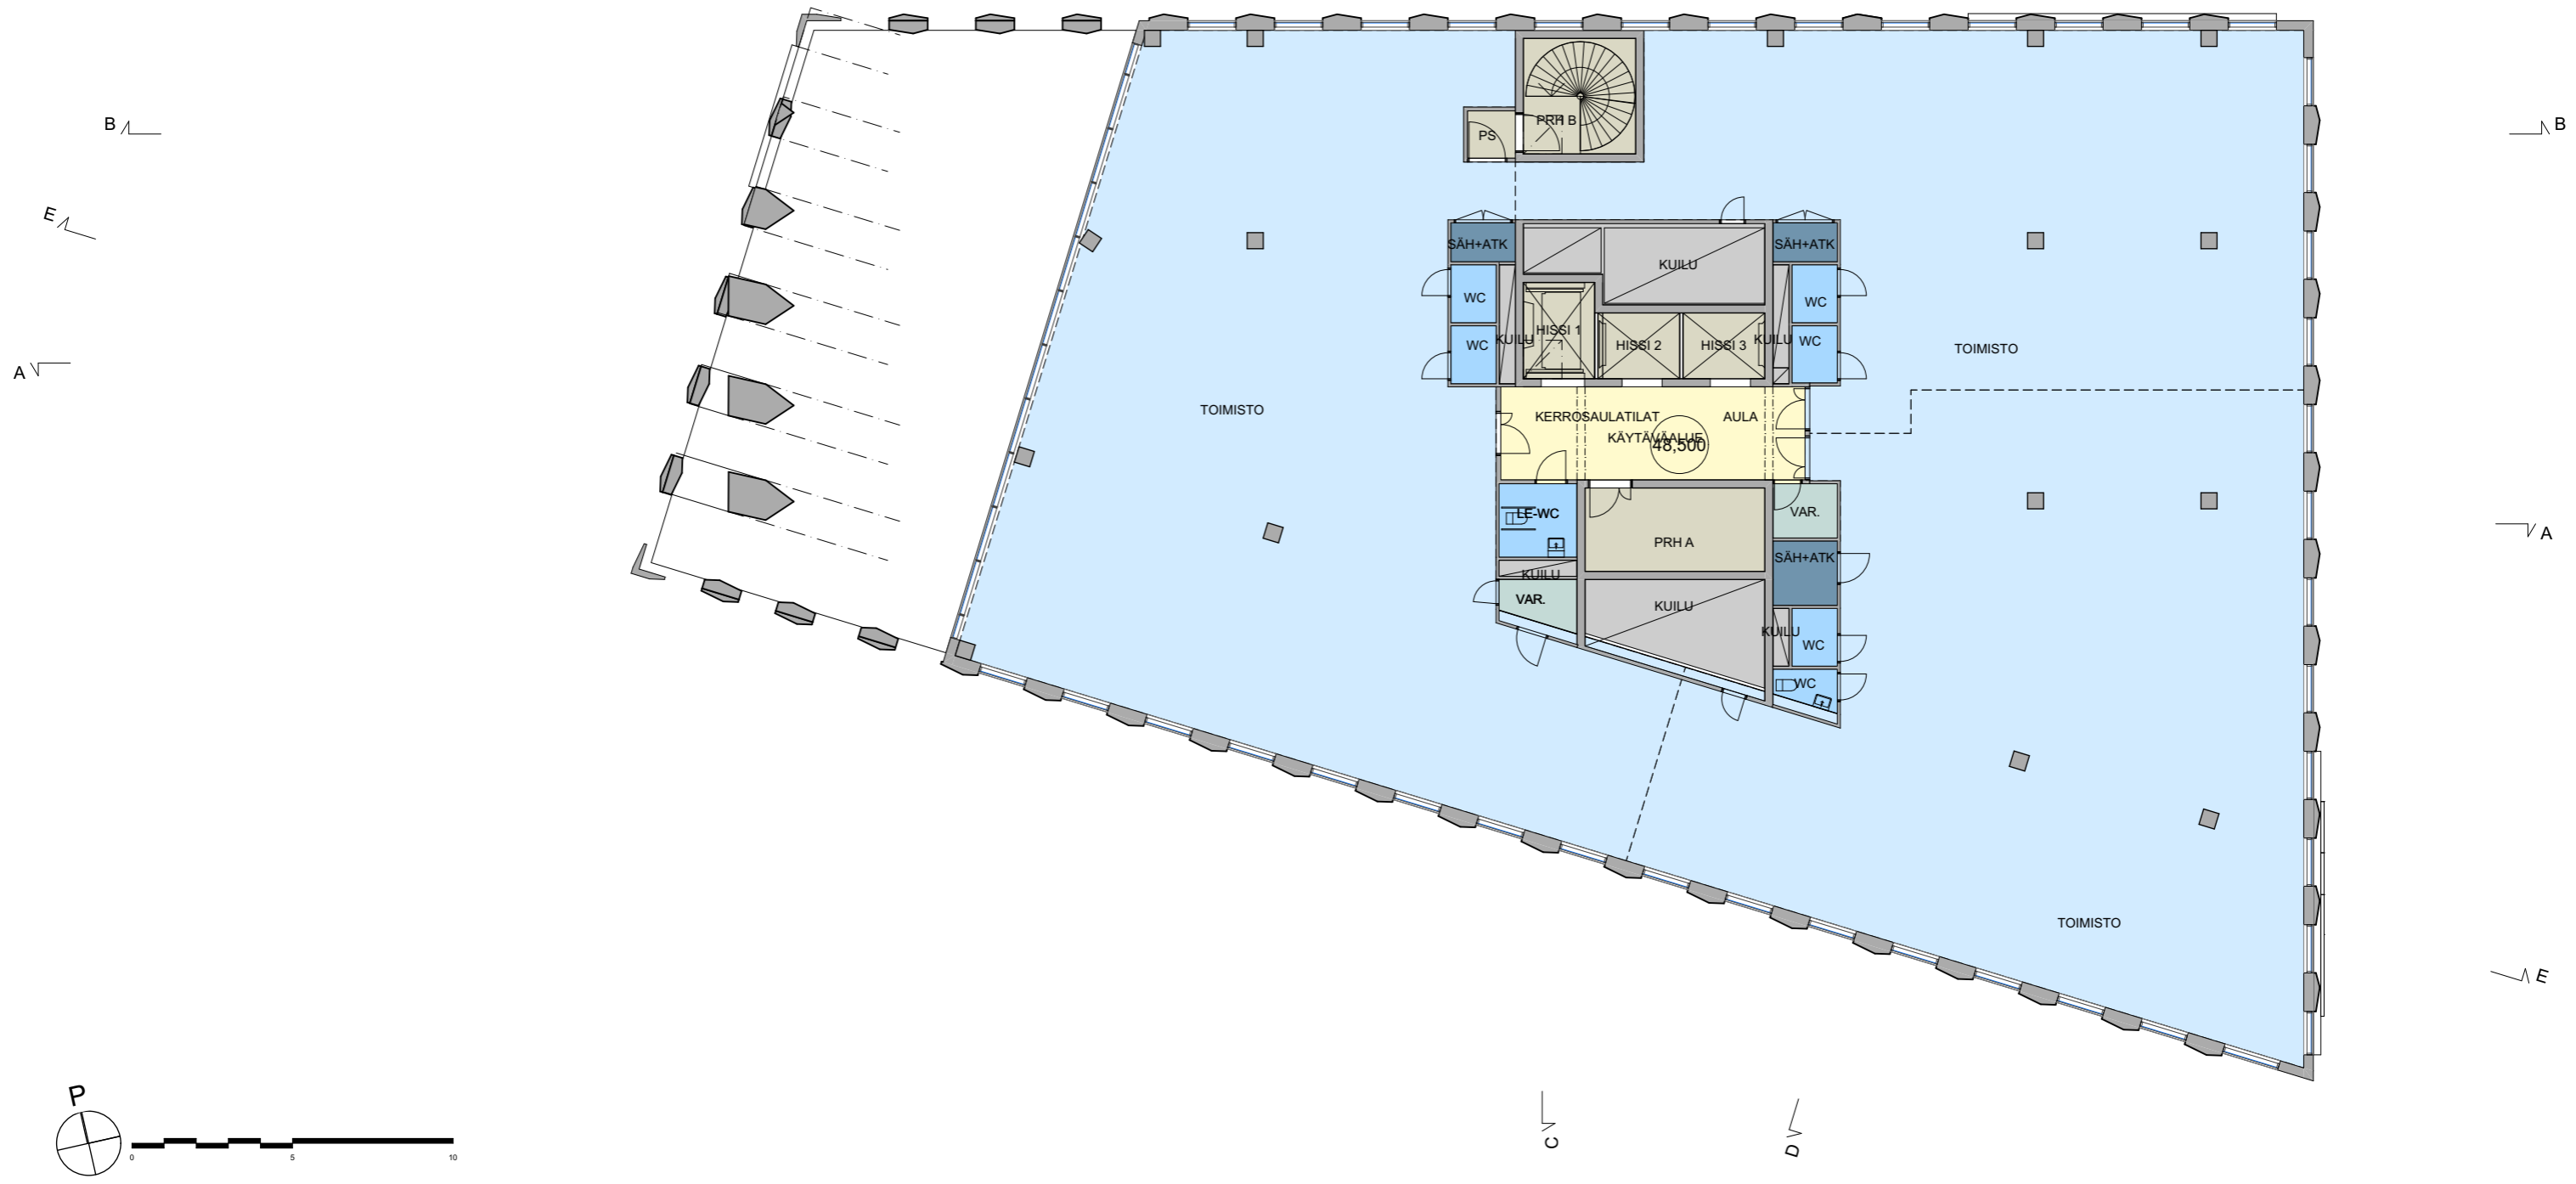 B
B
PS
PRH B
E
SÄH+ATK
SÄH+ATK
KUILU
WC
WC
HISSI 1
KUILU
WC
HISSI 2
HISSI 3
KUILU
WC
TOIMISTO
A
TOIMISTO
KERROSAULATILAT
AULA
KÄYTÄVÄALUE
48,500
LE-WC
VAR.
A
PRH A
SÄH+ATK
KUILU
VAR.
KUILU
KUILU
WC
WC
TOIMISTO
E
P
0
5
10
C
D